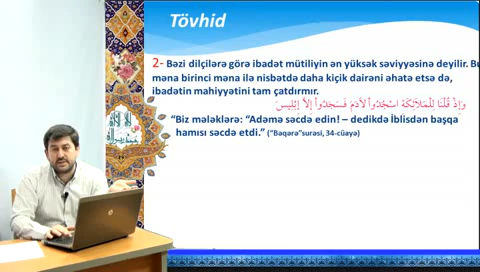 Tövhid
2- Bəzi dilçilərə görə ibadət mütiliyin ən yüksək səviyyəsinə deyilir. Bu
məna birinci məna ilə nisbətdə daha kiçik dairəni əhatə etsə də,
ibadətin mahiyyətini tam çatdırmır.
وَإِذْ قُلْنَا لِلْمَلَائِكَةِ اسْجُدُواْ لآدَمَ فَسَجَدُواْ إِلاَّ إِبْلِيسَ
“Biz mələklərə: “Adəmə səcdə edin! – dedikdə İblisdən başqa
hamısı səcdə etdi.” (“Bəqərə”surəsi, 34-cüayə)